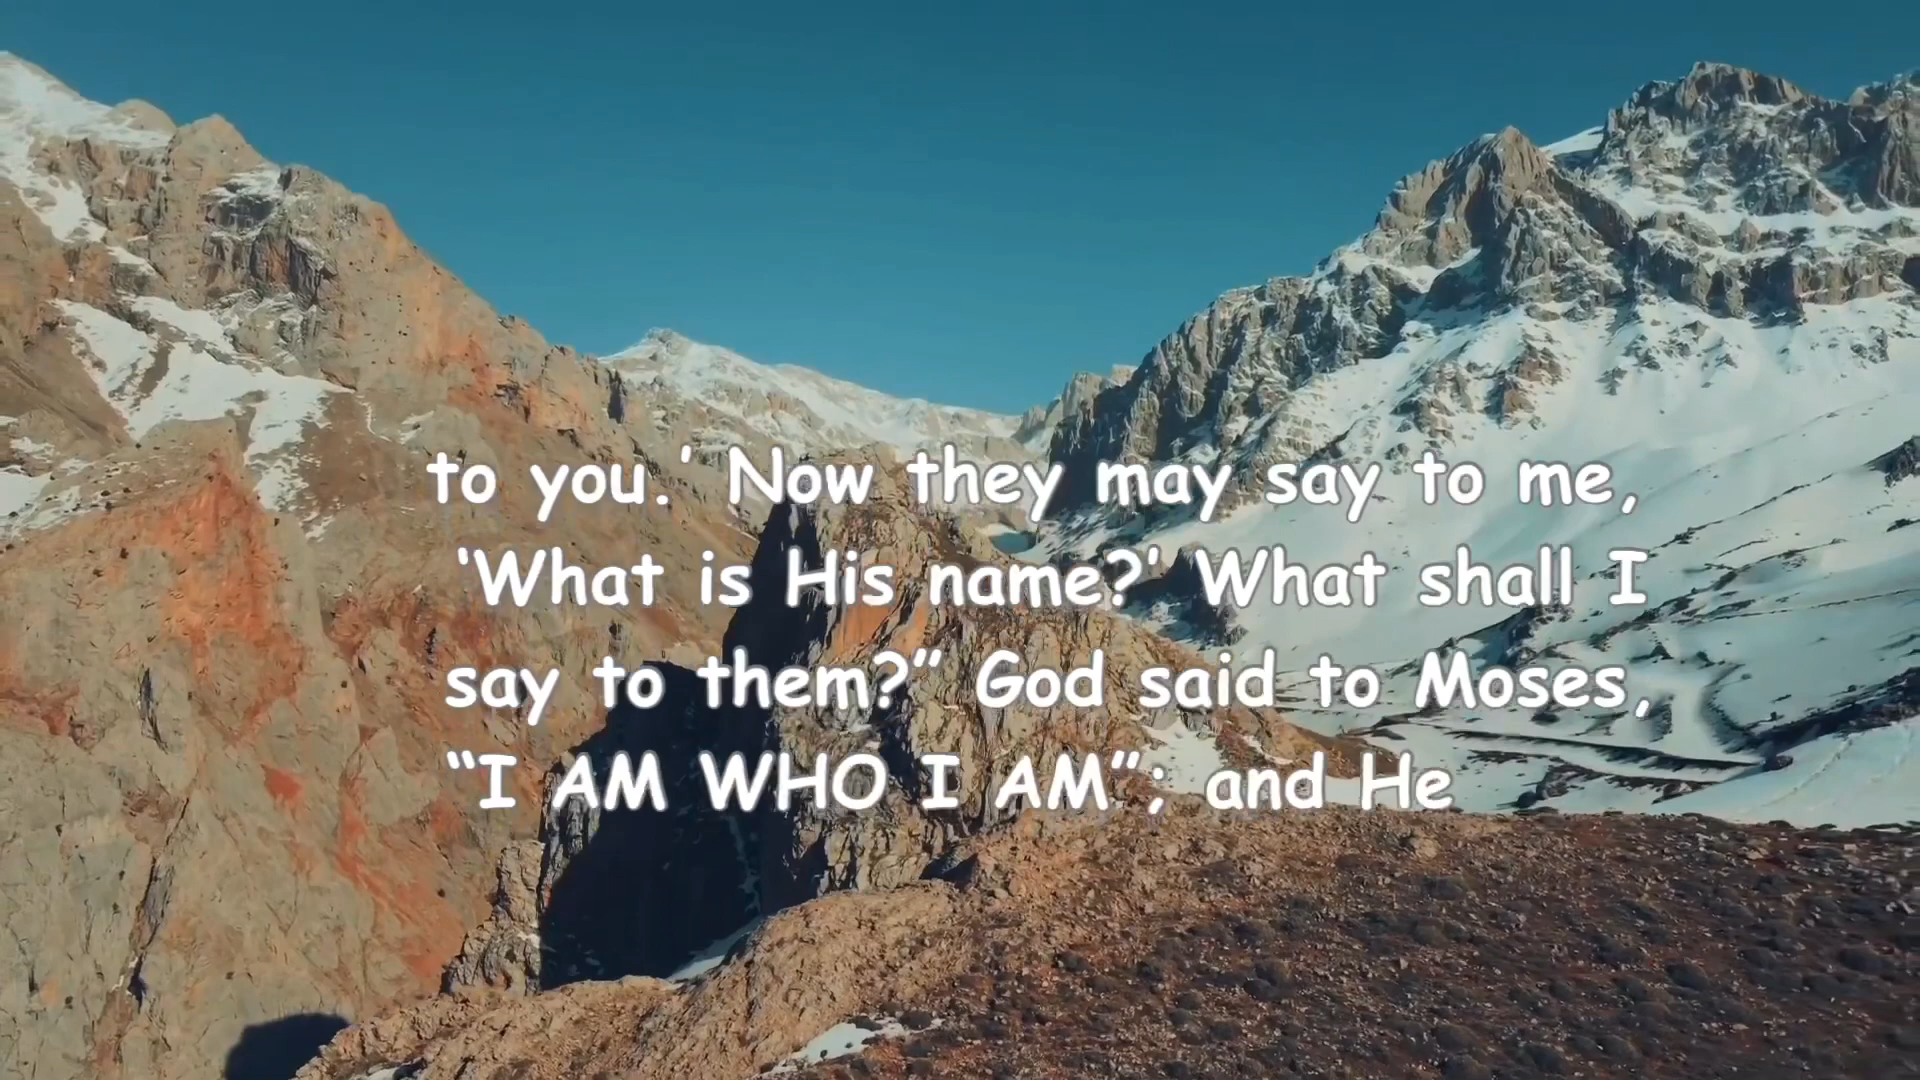 to you.’ Now they may say to me,
‘What is His name?’ What shall I
say to them?” God said to Moses,
“I AM WHO I AM”; and He